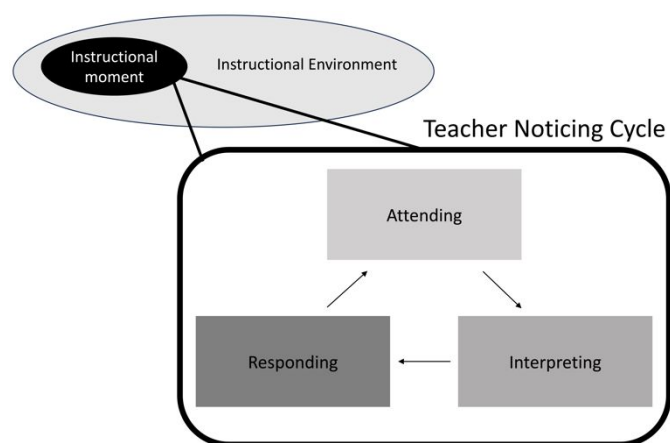 Instructional
moment
Instructional Environment
Teacher Noticing Cycle
Attending
Responding
Interpreting